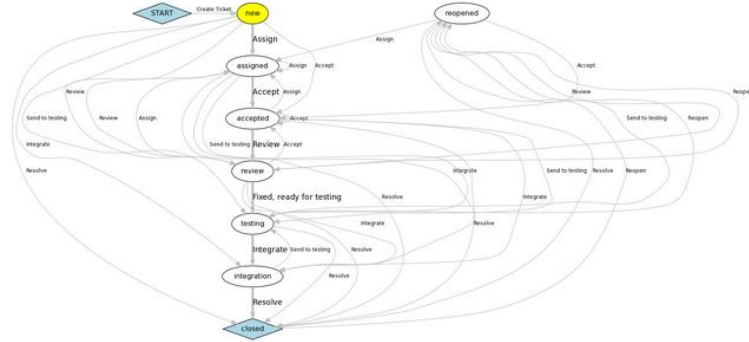 START
Create Ticket
new
reopened
Assign
Assign
assigned
Assign
Accept
Accept
Review
Accept
Assign
Review
Reope
Send to testing
Review
Assign
accepted
Accept
Send to testing
Reopen
Integrate
Send to testing
Review
Accept
Resolve
review
Integrate
Send to testing
Resolve
Reopen
Fixed, ready for testing
Resolve
Integrate
testing
Integrate
Resolve
Integrate
Send to testing
Resolve
integration
Resolve
Resolve
closed